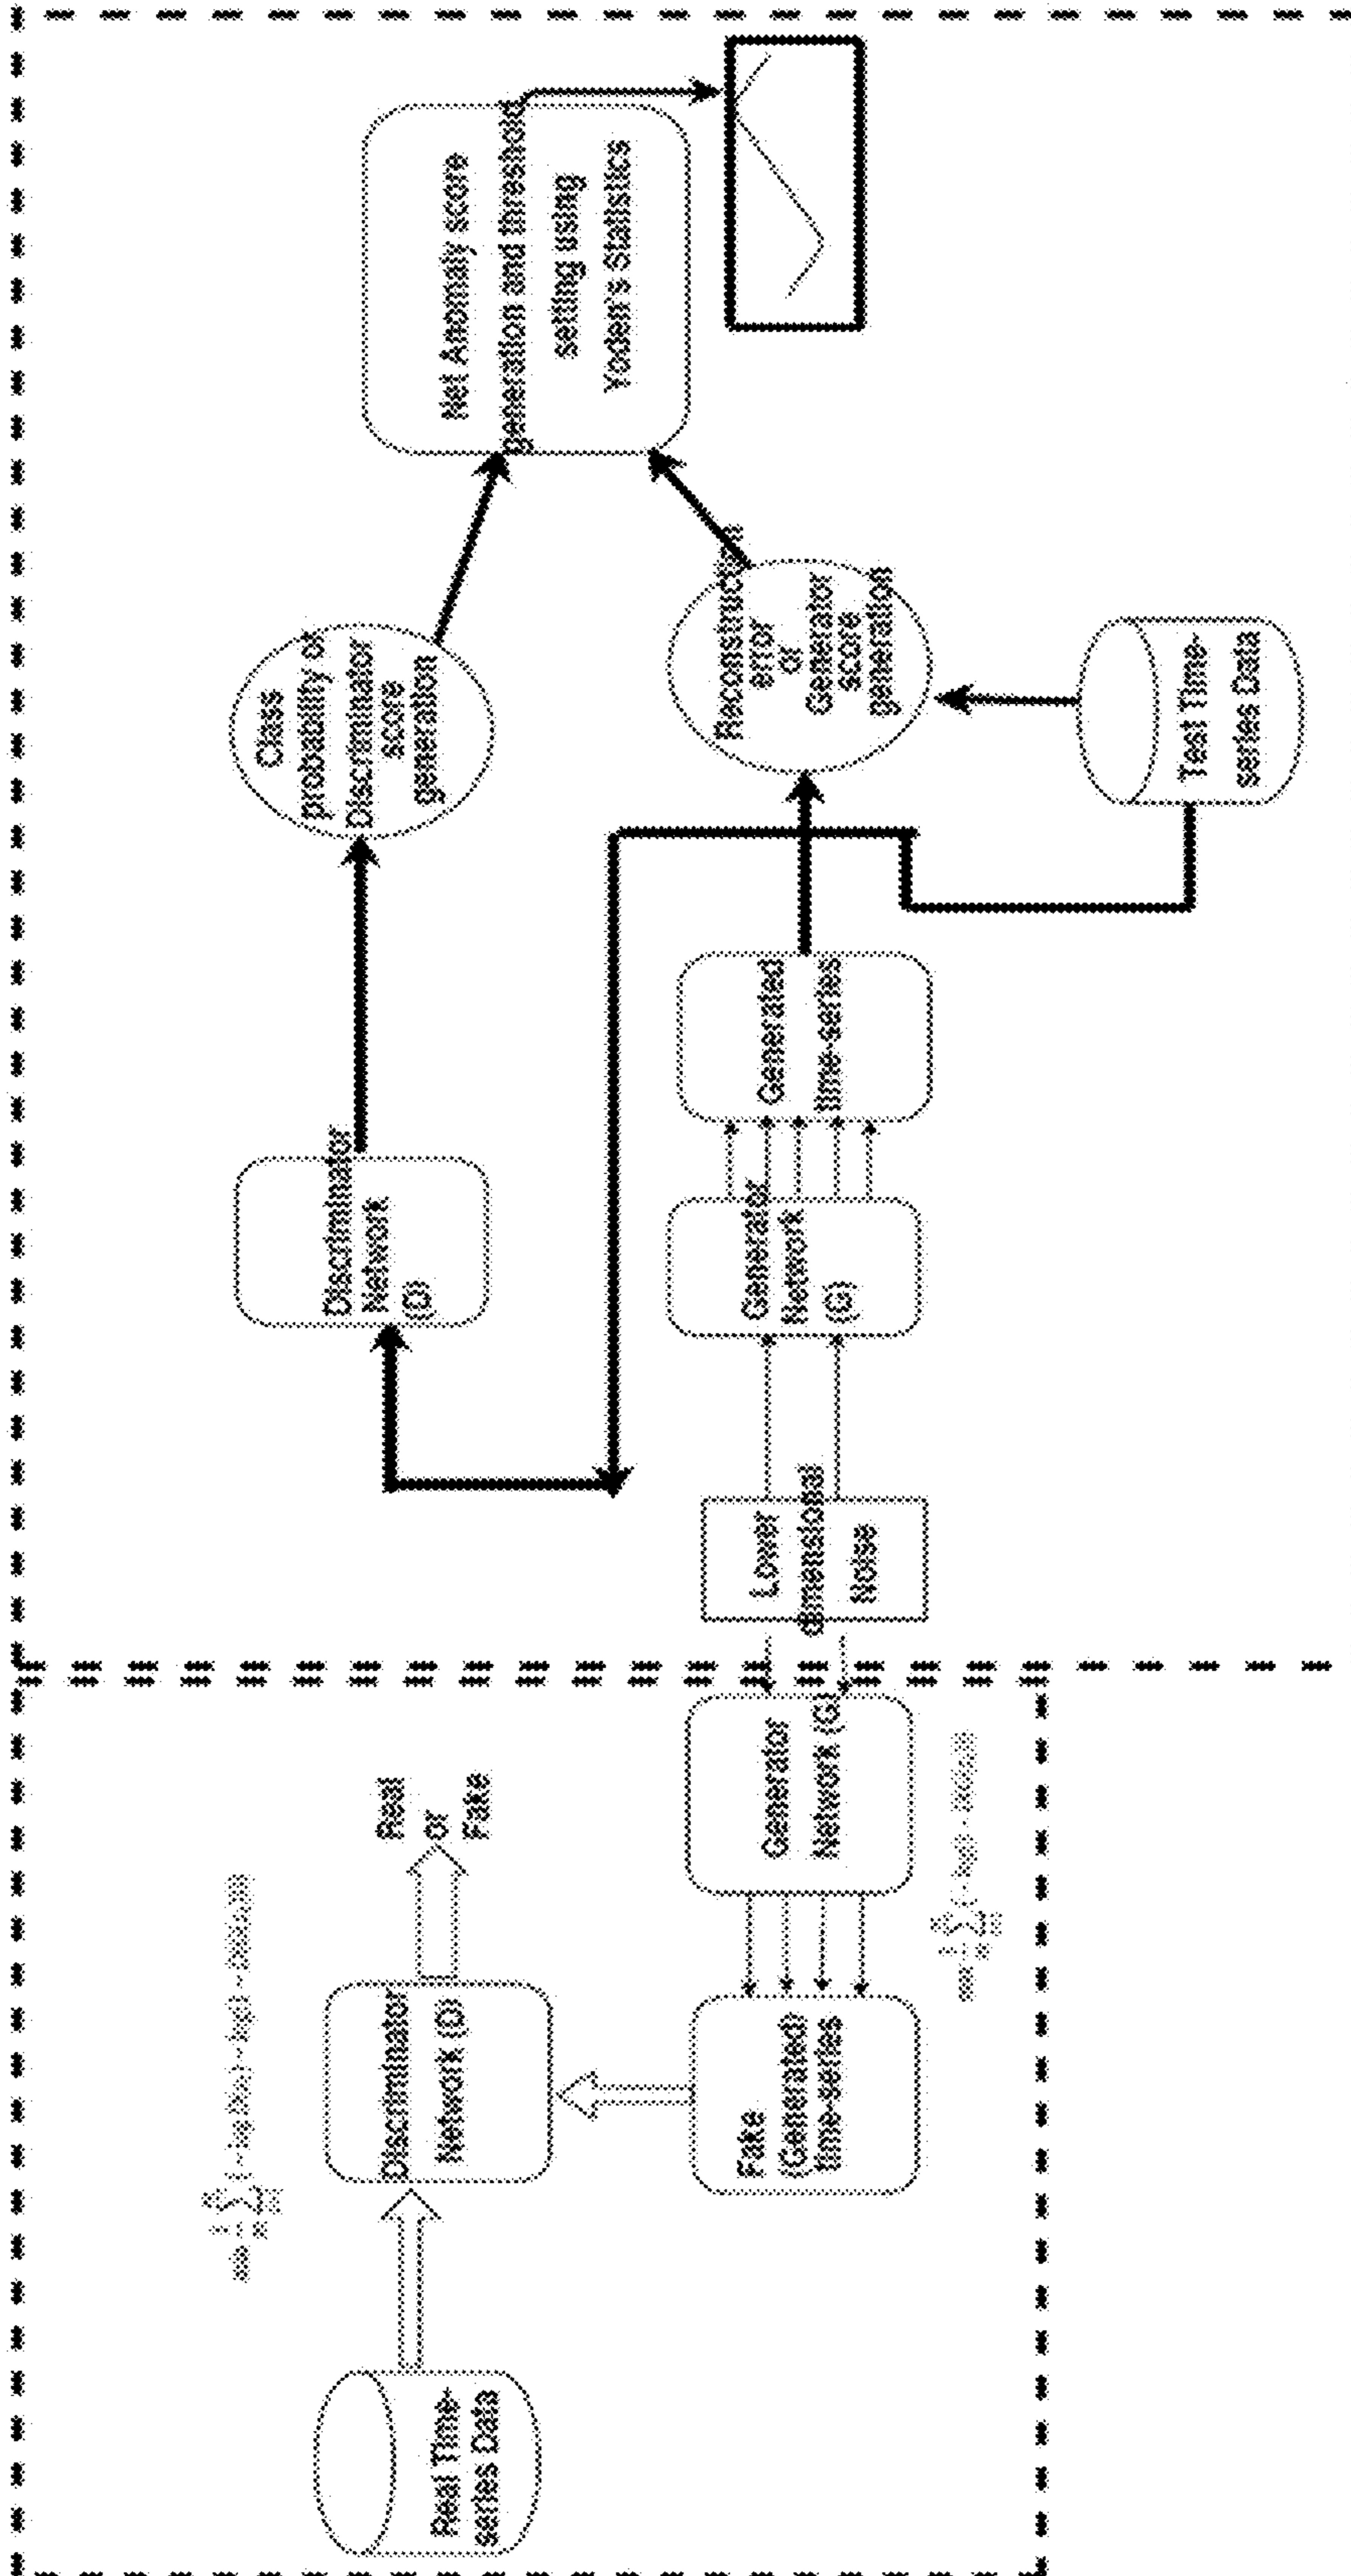 Real Time-
series Data
Discriminator
Network (D)
Real
or
Fake
Fake
(Generated)
time-series
Generator
Network (G)
Lower
dimensional
Noise
Discriminator
Network
(D)
Generator
Network
(G)
Generated
time-series
Class
probability or
Discriminator
score
generation
Reconstruction
error
or
Generator
score
generation
Test Time-
series Data
Net Anomaly score
generation and threshold
setting using
Yoden's Statistics